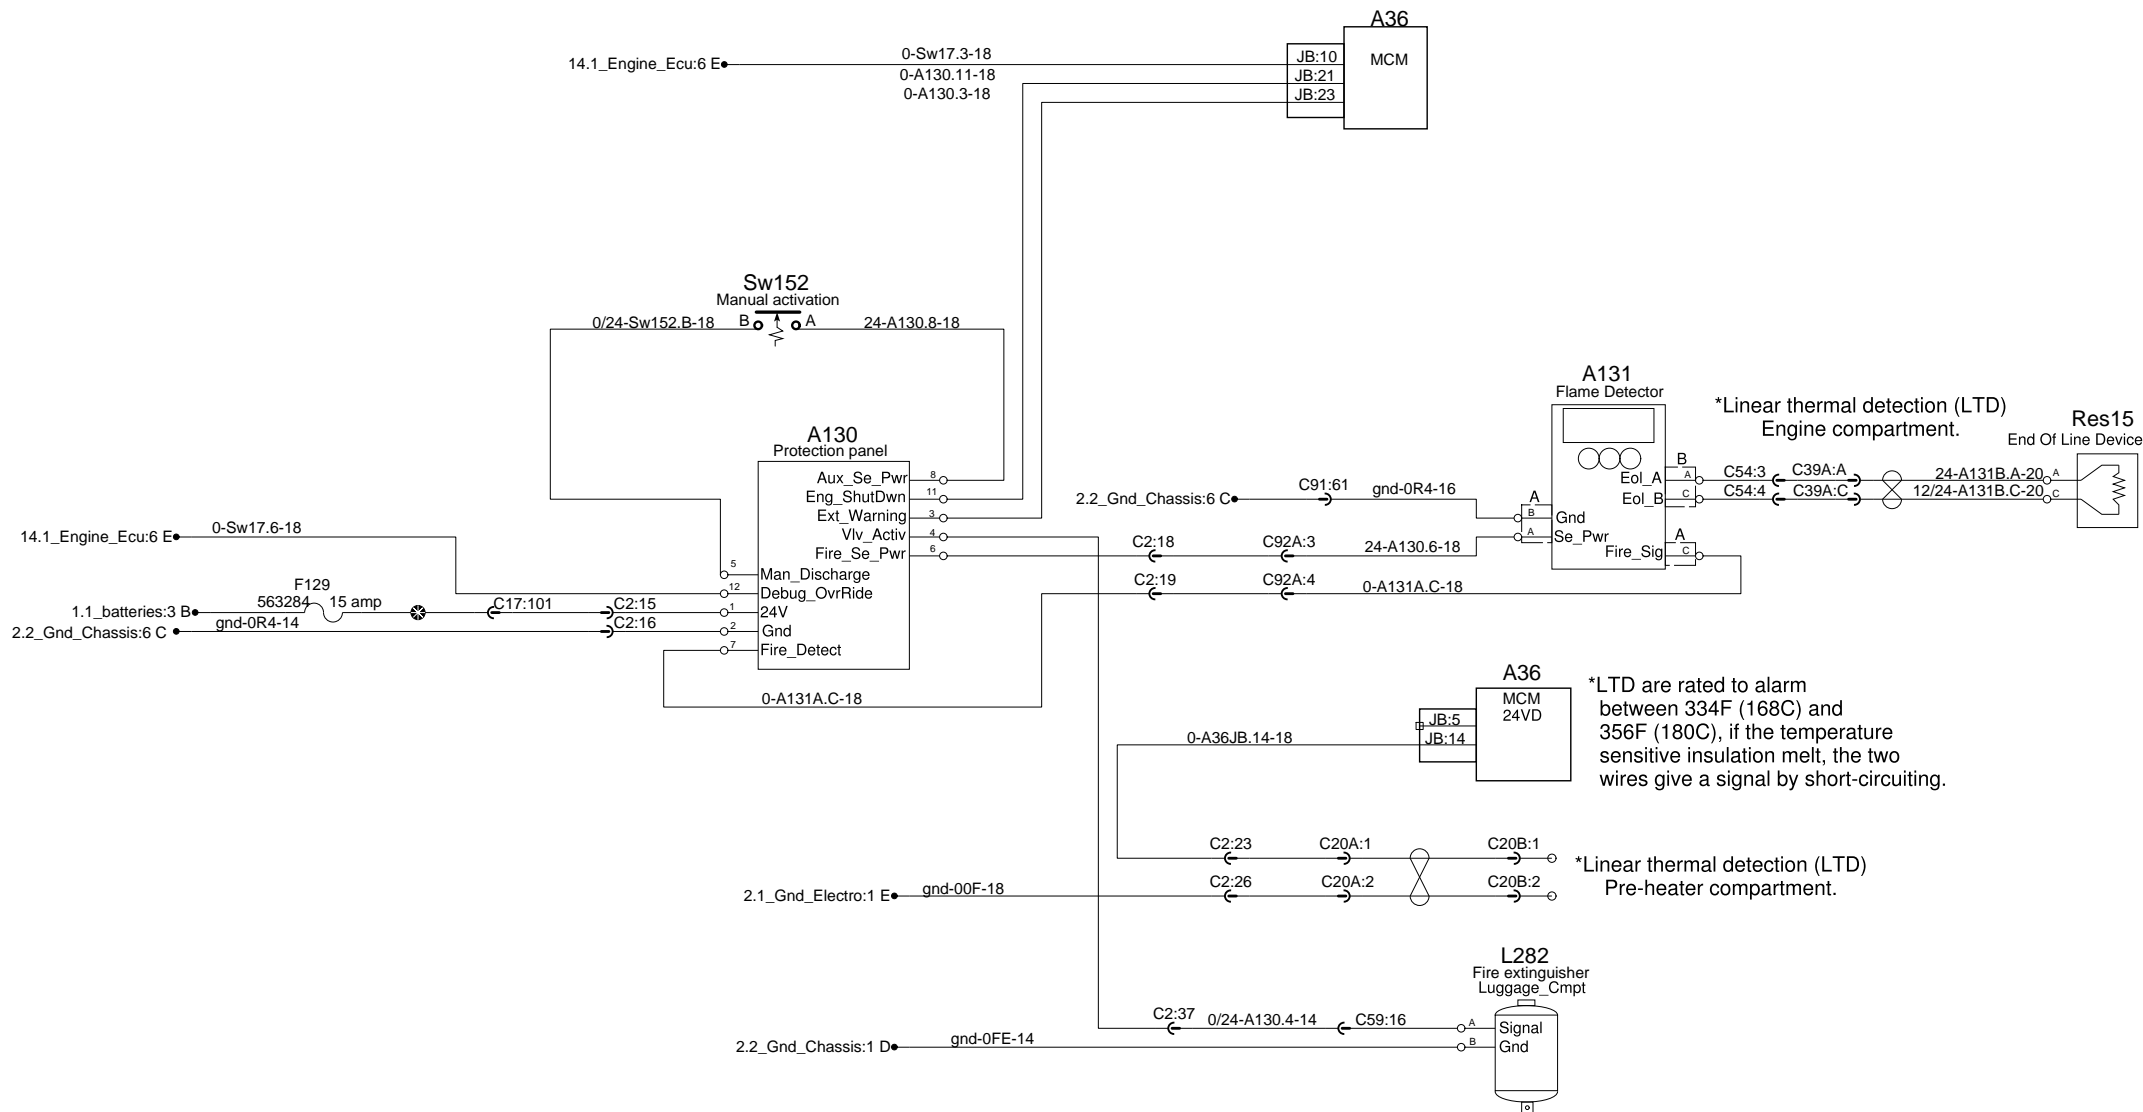 A36
MCM
14.1_Engine_Ecu:6 E
0-Sw17.3-18
JB:10
0-A130.11-18
JB:21
0-A130.3-18
JB:23
Sw152
Manual activation
0/24-Sw152.B-18
B
A
24-A130.8-18
A130
Protection panel
Aux_Se_Pwr
8
Eng_ShutDwn
11
Ext_Warning
3
Vlv_Activ
4
Fire_Se_Pwr
6
5
Man_Discharge
12
Debug_OvrRide
1
24V
2
Gnd
7
Fire_Detect
14.1_Engine_Ecu:6 E
0-Sw17.6-18
1.1_batteries:3 B
F129
563284
15 amp
C17:101
C2:15
2.2_Gnd_Chassis:6 C
gnd-0R4-14
C2:16
0-A131A.C-18
A131
Flame Detector
2.2_Gnd_Chassis:6 C
C91:61
gnd-0R4-16
A
B
Gnd
A
Se_Pwr
C2:18
C92A:3
24-A130.6-18
C2:19
C92A:4
0-A131A.C-18
B
Eol_A
A
Eol_B
C
A
Fire_Sig
C
C54:3
C39A:A
24-A131B.A-20
A
C54:4
C39A:C
12/24-A131B.C-20
C
*Linear thermal detection (LTD)
Engine compartment.
Res15
End Of Line Device
A36
MCM
24VD
JB:5
JB:14
0-A36JB.14-18
*LTD are rated to alarm
between 334F (168C) and
356F (180C), if the temperature
sensitive insulation melt, the two
wires give a signal by short-circuiting.
C2:23
C20A:1
C20B:1
2.1_Gnd_Electro:1 E
gnd-00F-18
C2:26
C20A:2
C20B:2
*Linear thermal detection (LTD)
Pre-heater compartment.
L282
Fire extinguisher
Luggage_Cmpt
C2:37
0/24-A130.4-14
C59:16
A
Signal
2.2_Gnd_Chassis:1 D
gnd-0FE-14
B
Gnd